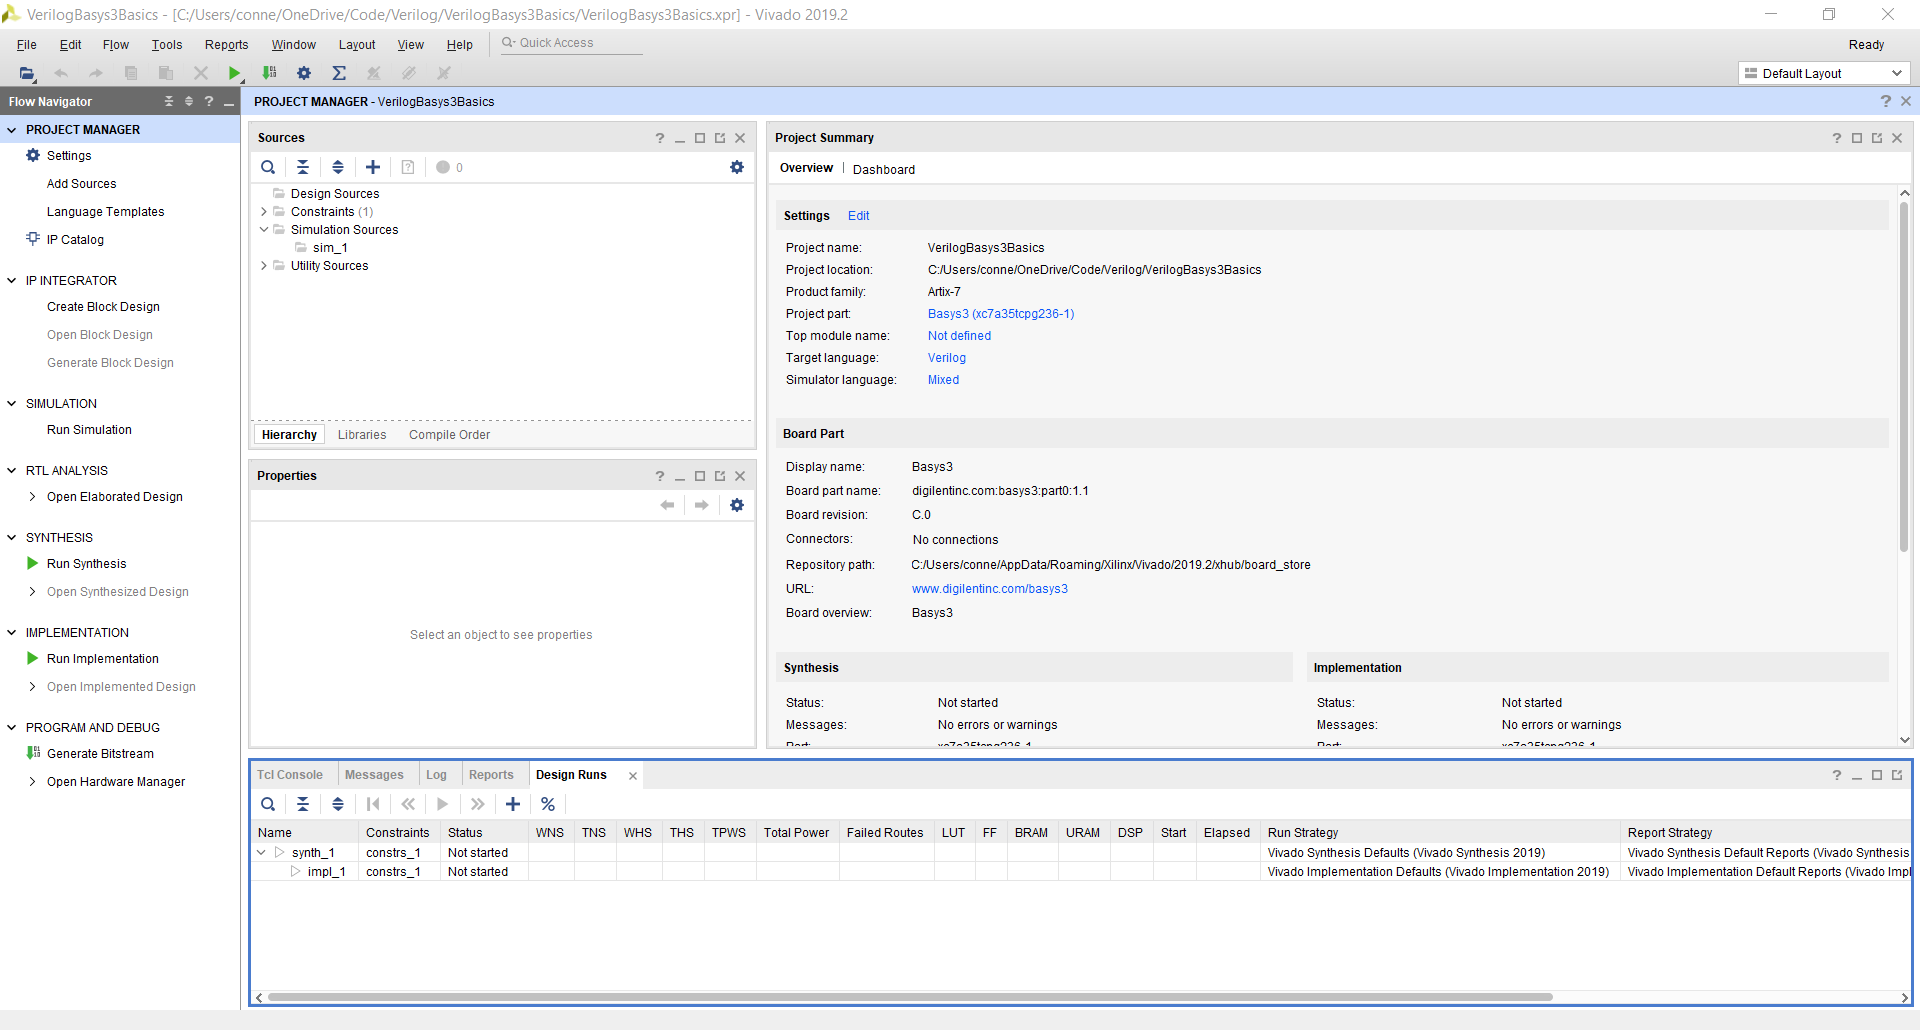 VerilogBasys3Basics - [C:/Users/conne/OneDrive/Code/Verilog/VerilogBasys3Basics/VerilogBasys3Basics.xpr] - Vivado 2019.2
File Edit Flow Tools Reports Window Layout View Help Quick Access Ready
Default Layout
Flow Navigator
PROJECT MANAGER
Settings
Add Sources
Language Templates
IP Catalog
IP INTEGRATOR
Create Block Design
Open Block Design
Generate Block Design
SIMULATION
Run Simulation
RTL ANALYSIS
Open Elaborated Design
SYNTHESIS
Run Synthesis
Open Synthesized Design
IMPLEMENTATION
Run Implementation
Open Implemented Design
PROGRAM AND DEBUG
Generate Bitstream
Open Hardware Manager
PROJECT MANAGER - VerilogBasys3Basics
Sources
0
Design Sources
Constraints (1)
Simulation Sources
sim_1
Utility Sources
Hierarchy Libraries Compile Order
Properties
Select an object to see properties
Project Summary
Overview Dashboard
Settings Edit
Project name: VerilogBasys3Basics
Project location: C:/Users/conne/OneDrive/Code/Verilog/VerilogBasys3Basics
Product family: Artix-7
Project part: Basys3 (xc7a35tcpg236-1)
Top module name: Not defined
Target language: Verilog
Simulator language: Mixed
Board Part
Display name: Basys3
Board part name: digilentinc.com:basys3:part0:1.1
Board revision: C.0
Connectors: No connections
Repository path: C:/Users/conne/AppData/Roaming/Xilinx/Vivado/2019.2/xhub/board_store
URL: www.digilentinc.com/basys3
Board overview: Basys3
Synthesis
Status: Not started
Messages: No errors or warnings
Part: xc7a35tcpg236-1
Implementation
Status: Not started
Messages: No errors or warnings
Part: xc7a35tcpg236-1
Tcl Console Messages Log Reports Design Runs
Name Constraints Status WNS TNS WHS THS TPWS Total Power Failed Routes LUT FF BRAM URAM DSP Start Elapsed Run Strategy Report Strategy
synth_1 constrs_1 Not started Vivado Synthesis Defaults (Vivado Synthesis 2019) Vivado Synthesis Default Reports (Vivado Synthesis
impl_1 constrs_1 Not started Vivado Implementation Defaults (Vivado Implementation 2019) Vivado Implementation Default Reports (Vivado Impl